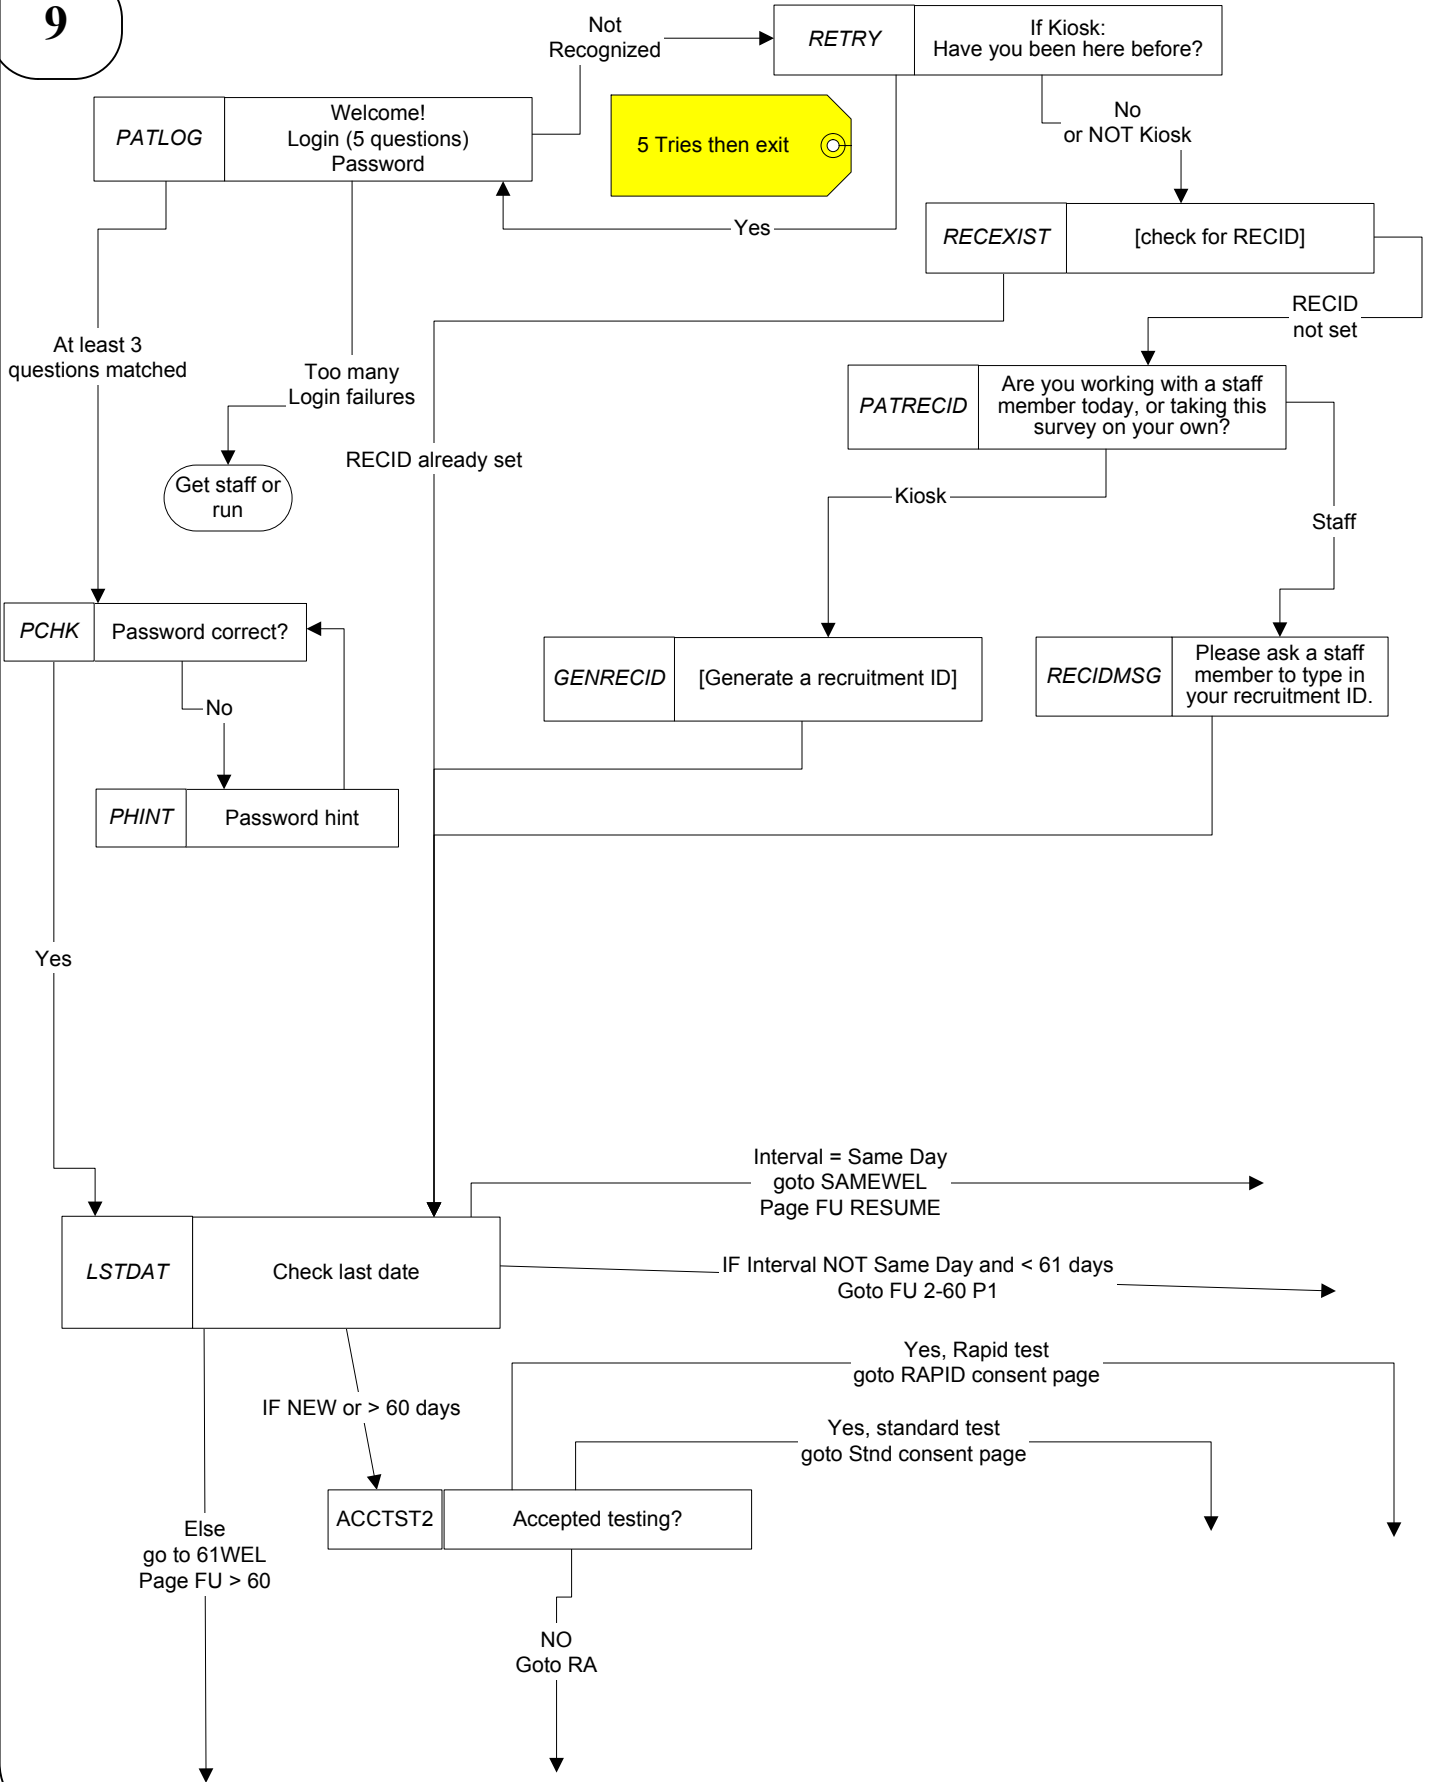 9
Not
Recognized
RETRY
If Kiosk:
Have you been here before?
PATLOG
Welcome!
Login (5 questions)
Password
5 Tries then exit
No
or NOT Kiosk
Yes
RECEXIST
[check for RECID]
RECID
not set
At least 3
questions matched
Too many
Login failures
PATRECID
Are you working with a staff
member today, or taking this
survey on your own?
RECID already set
Get staff or
run
Kiosk
Staff
PCHK
Password correct?
GENRECID
[Generate a recruitment ID]
RECIDMSG
Please ask a staff
member to type in
your recruitment ID.
No
PHINT
Password hint
Yes
Interval = Same Day
goto SAMEWEL
Page FU RESUME
LSTDAT
Check last date
IF Interval NOT Same Day and < 61 days
Goto FU 2-60 P1
Yes, Rapid test
goto RAPID consent page
IF NEW or > 60 days
Yes, standard test
goto Stnd consent page
ACCTST2
Accepted testing?
Else
go to 61WEL
Page FU > 60
NO
Goto RA